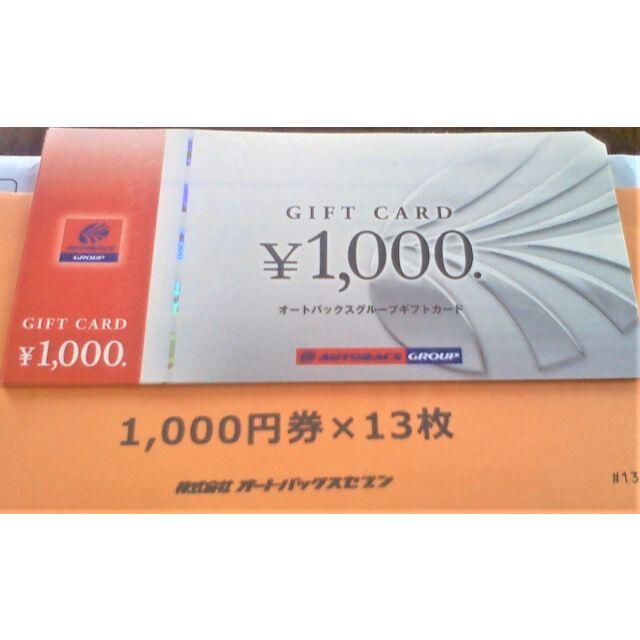 GIFT CARD
¥1,000.
オートバックスグループギフトカード
AUTOBACS GROUP
AUTOBACS
GROUP
GIFT CARD
¥1,000.
1,000円券×13枚
株式会社 オートバックスセブン
#13